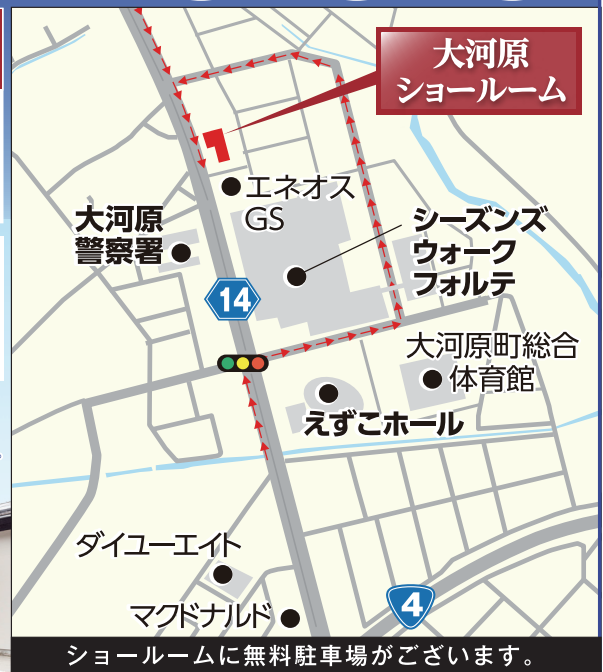 大河原
ショールーム
エネオス
GS
大河原
警察署
シーズンズ
ウォーク
フォルテ
14
大河原町総合
体育館
えずこホール
ダイユーエイト
マクドナルド
4
ショールームに無料駐車場がございます。